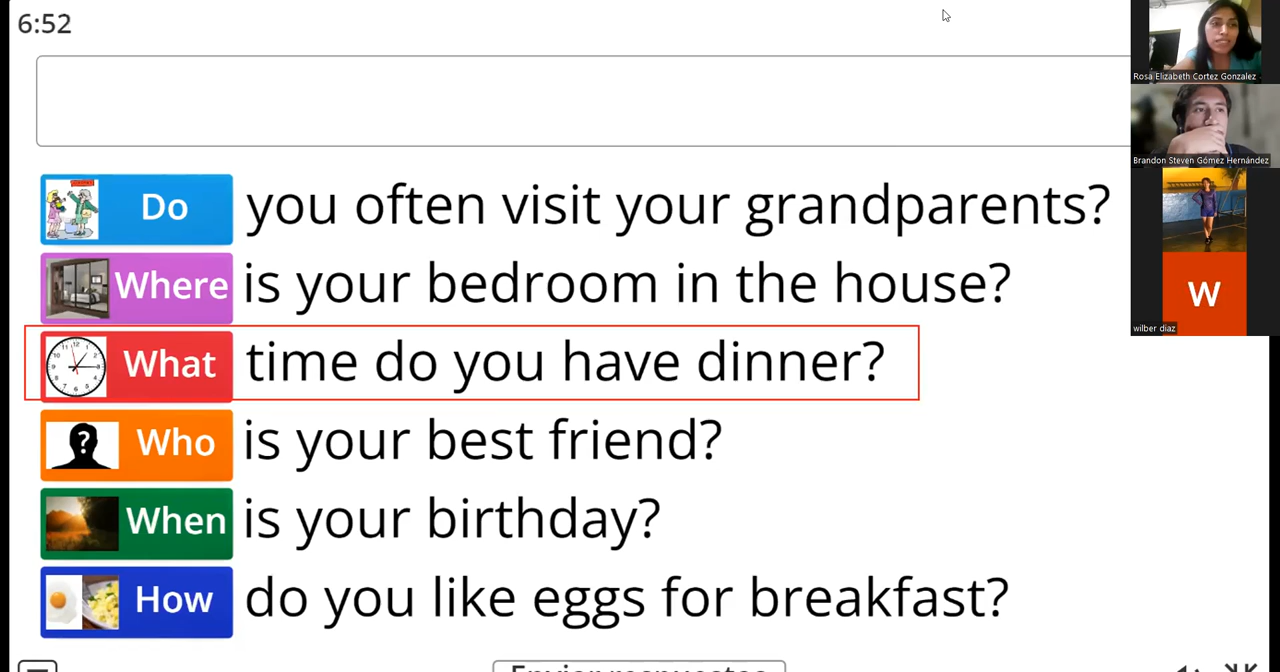 6:52
Rosa Elizabeth Cortez Gonzalez
Brandon Steven Gómez Hernández
W
wilber diaz
Do you often visit your grandparents?
Where is your bedroom in the house?
What time do you have dinner?
Who is your best friend?
When is your birthday?
How do you like eggs for breakfast?
Enviar respuestas